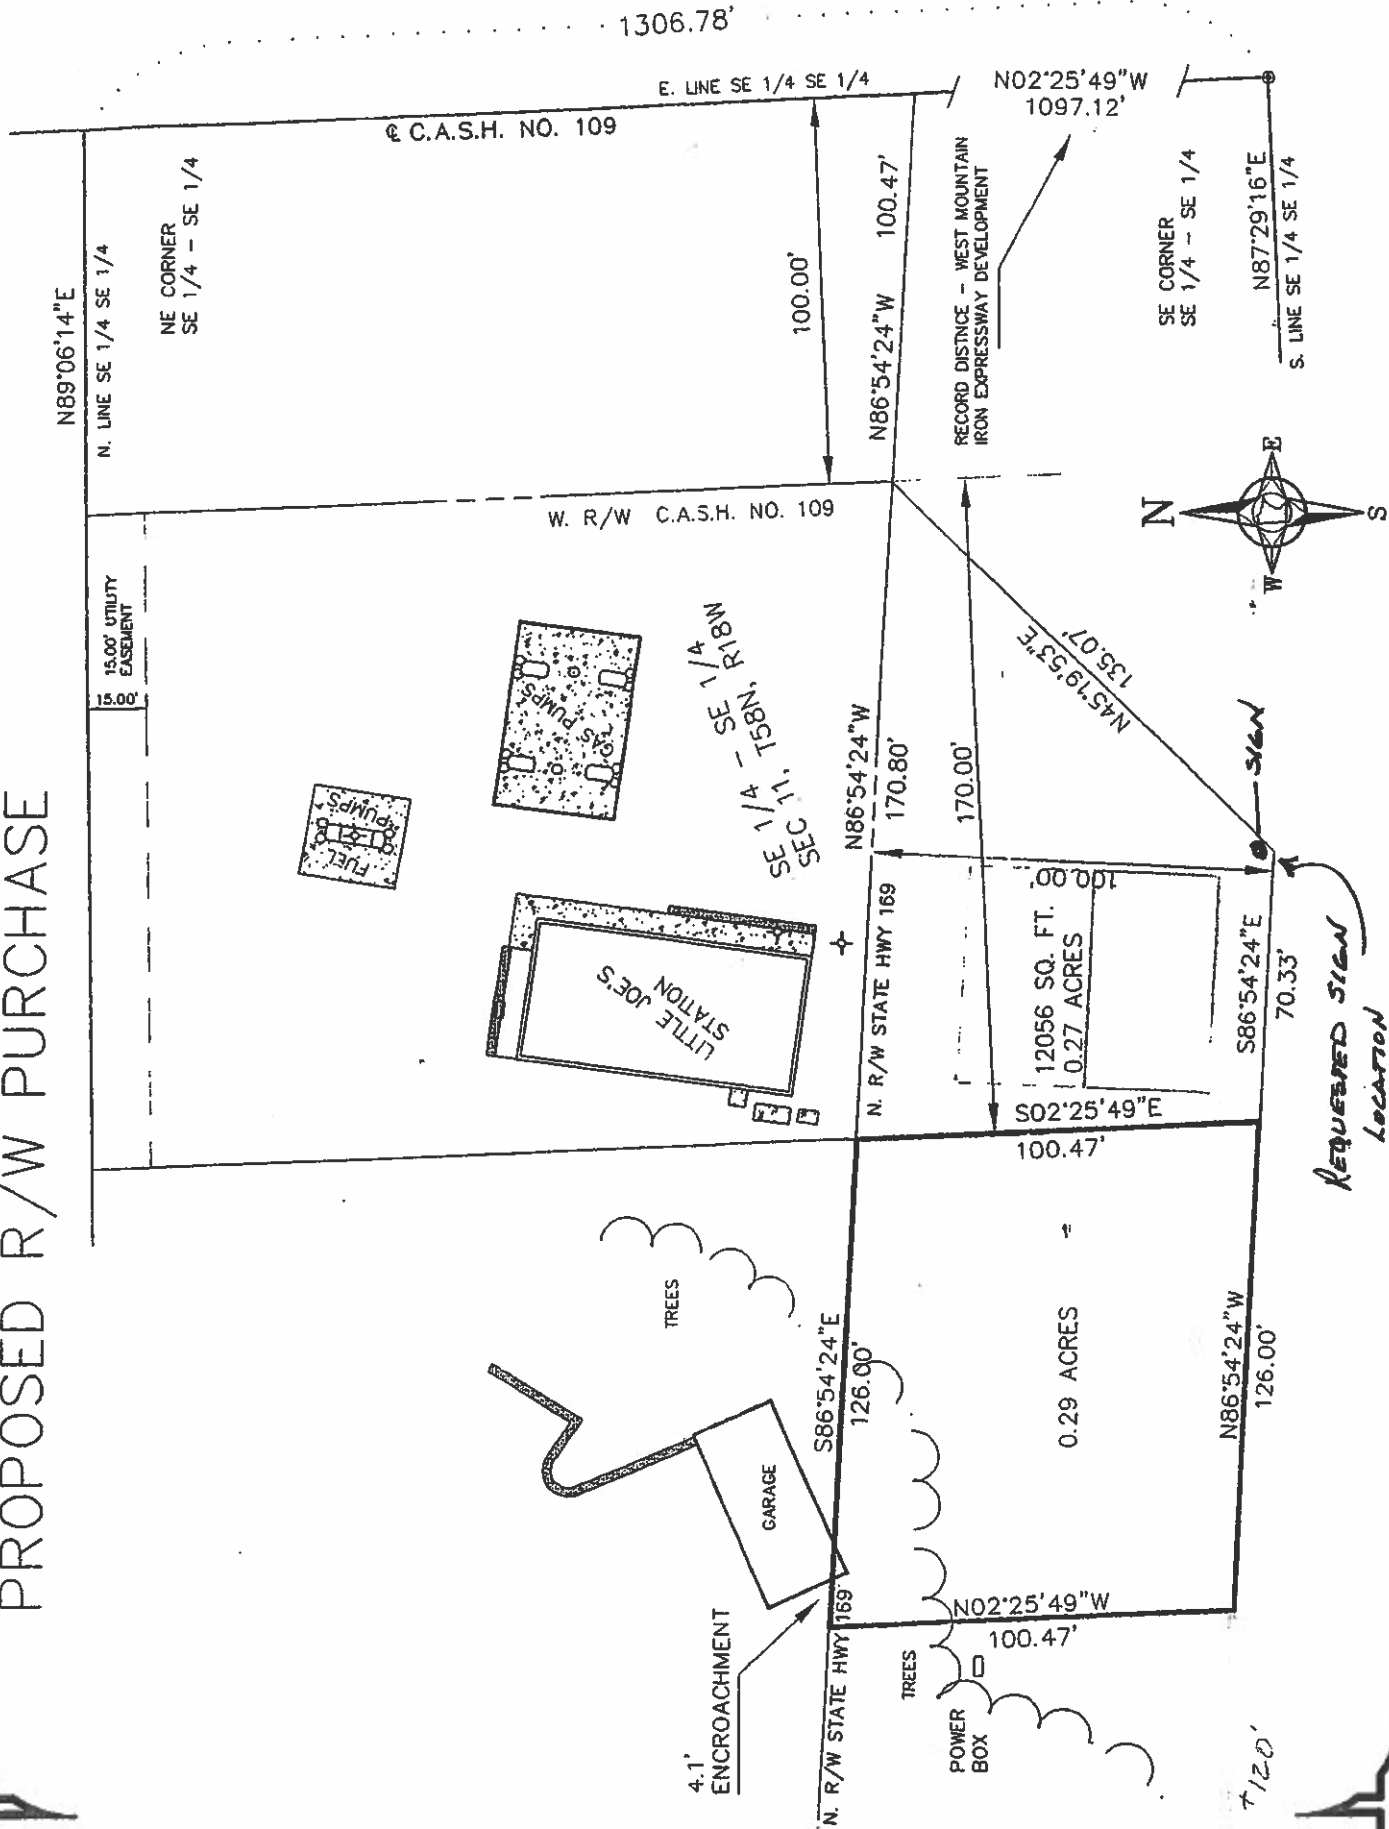 PROPOSED R/W PURCHASE
1306.78'
N89°06'14"E
N. LINE SE 1/4 SE 1/4
NE CORNER
SE 1/4 - SE 1/4
E. LINE SE 1/4 SE 1/4
℄ C.A.S.H. NO. 109
N02°25'49"W
1097.12'
15.00' UTILITY
EASEMENT
15.00'
W. R/W C.A.S.H. NO. 109
100.00'
N86°54'24"W 100.47'
RECORD DISTNCE - WEST MOUNTAIN
IRON EXPRESSWAY DEVELOPMENT
SE CORNER
SE 1/4 - SE 1/4
N87°29'16"E
S. LINE SE 1/4 SE 1/4
N
E
S
W
FUEL
PUMPS
GAS
PUMPS
SE 1/4 - SE 1/4
SEC 11, T58N, R18W
LITTLE JOE'S
STATION
N86°54'24"W
170.80'
170.00'
N45°19'53"E
135.07'
SIGN
N. R/W STATE HWY 169
100.00'
12056 SQ. FT.
0.27 ACRES
S86°54'24"E
70.33'
REQUESTED SIGN
LOCATION
S02°25'49"E
100.47'
TREES
S86°54'24"E
126.00'
GARAGE
0.29 ACRES
N86°54'24"W
126.00'
4.1'
ENCROACHMENT
N. R/W STATE HWY 169
N02°25'49"W
100.47'
TREES
POWER
BOX
120'